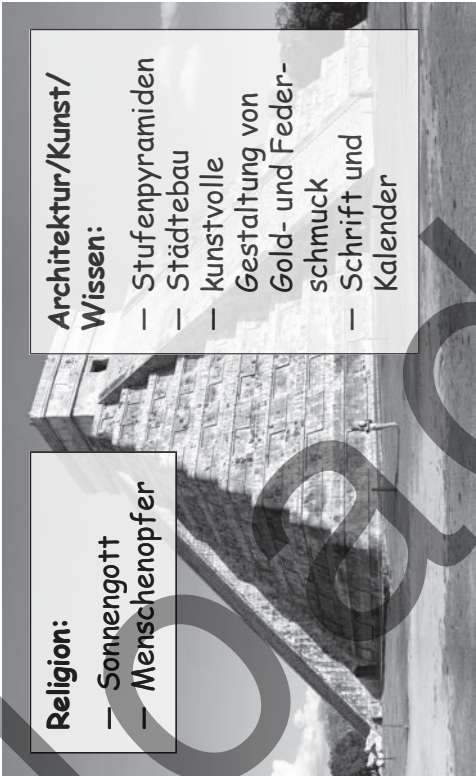 Religion:
– Sonnengott
– Menschenopfer
Architektur/Kunst/
Wissen:
– Stufenpyramiden
– Städtebau
– kunstvolle
Gestaltung von
Gold- und Feder-
schmuck
– Schrift und
Kalender